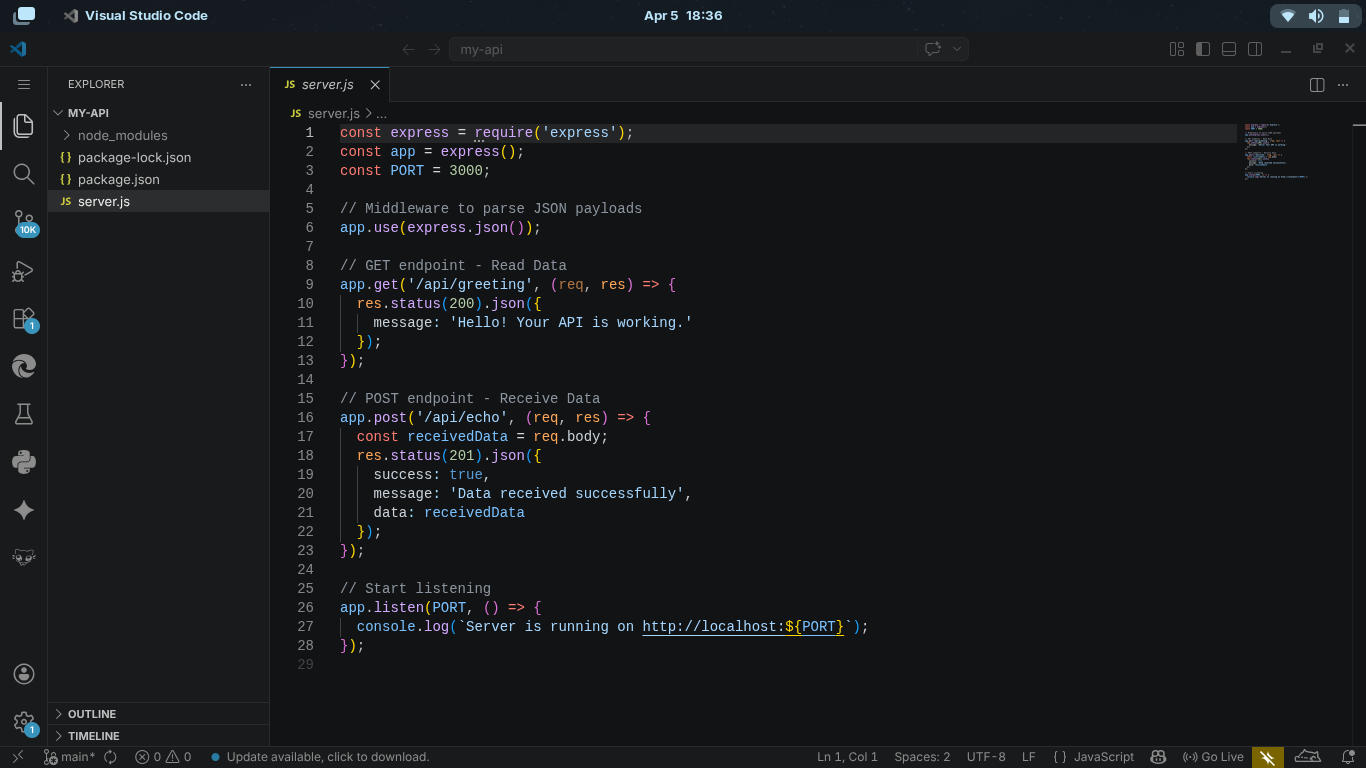 Visual Studio Code
Apr 5 18:36
my-api
EXPLORER
MY-API
node_modules
{} package-lock.json
{} package.json
JS server.js
OUTLINE
TIMELINE
10K
1
1
JS server.js
JS server.js > ...
1 const express = require('express');
2 const app = express();
3 const PORT = 3000;
4
5 // Middleware to parse JSON payloads
6 app.use(express.json());
7
8 // GET endpoint - Read Data
9 app.get('/api/greeting', (req, res) => {
10 res.status(200).json({
11 message: 'Hello! Your API is working.'
12 });
13 });
14
15 // POST endpoint - Receive Data
16 app.post('/api/echo', (req, res) => {
17 const receivedData = req.body;
18 res.status(201).json({
19 success: true,
20 message: 'Data received successfully',
21 data: receivedData
22 });
23 });
24
25 // Start listening
26 app.listen(PORT, () => {
27 console.log(`Server is running on http://localhost:${PORT}`);
28 });
29
main* 0 0 Update available, click to download. Ln 1, Col 1 Spaces: 2 UTF-8 LF {} JavaScript Go Live